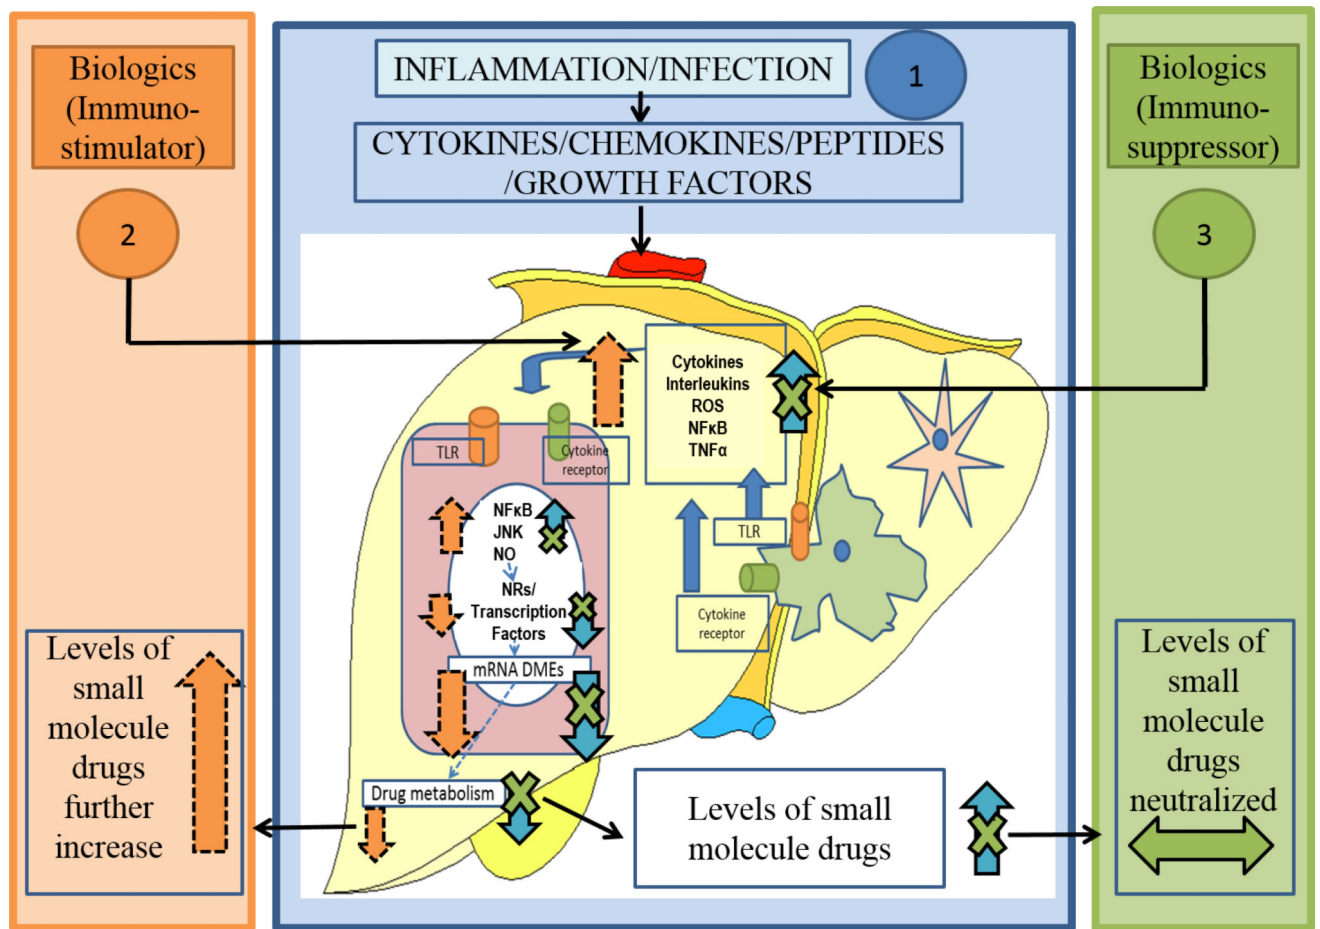 Biologics
(Immuno-
stimulator)
2
Levels of
small
molecule
drugs
further
increase
INFLAMMATION/INFECTION
1
CYTOKINES/CHEMOKINES/PEPTIDES
/GROWTH FACTORS
Cytokines
Interleukins
ROS
NFκB
TNFα
TLR
Cytokine
receptor
NFκB
JNK
NO
NRs/
Transcription
Factors
mRNA DMEs
Drug metabolism
TLR
Cytokine
receptor
Levels of small
molecule drugs
Biologics
(Immuno-
suppressor)
3
Levels of
small
molecule
drugs
neutralized